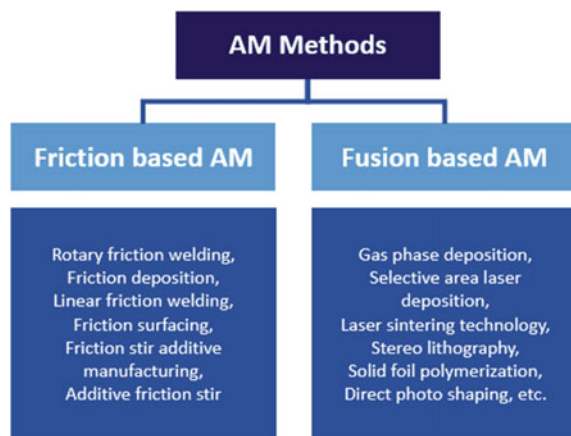 AM Methods
Friction based AM
Fusion based AM
Rotary friction welding,
Friction deposition,
Linear friction welding,
Friction surfacing,
Friction stir additive
manufacturing,
Additive friction stir
Gas phase deposition,
Selective area laser
deposition,
Laser sintering technology,
Stereo lithography,
Solid foil polymerization,
Direct photo shaping, etc.